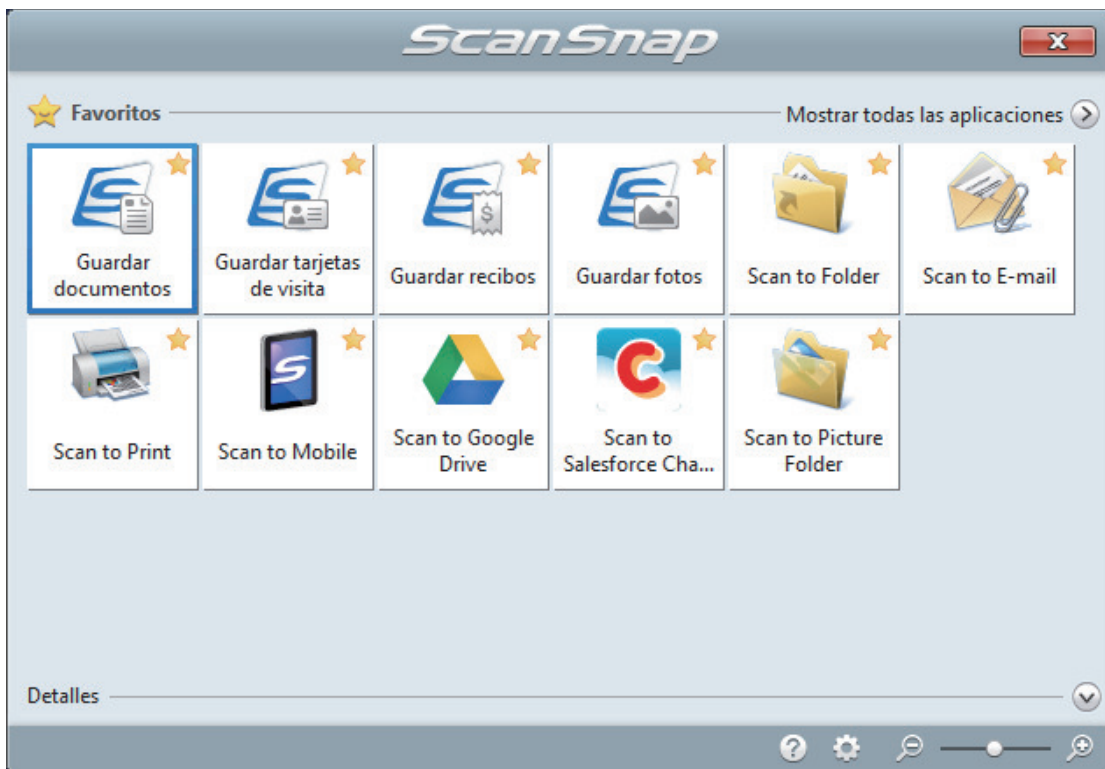 ScanSnap
Favoritos
Mostrar todas las aplicaciones
Guardar
documentos
Guardar tarjetas
de visita
Guardar recibos
Guardar fotos
Scan to Folder
Scan to E-mail
Scan to Print
Scan to Mobile
Scan to Google
Drive
Scan to
Salesforce Cha...
Scan to Picture
Folder
Detalles